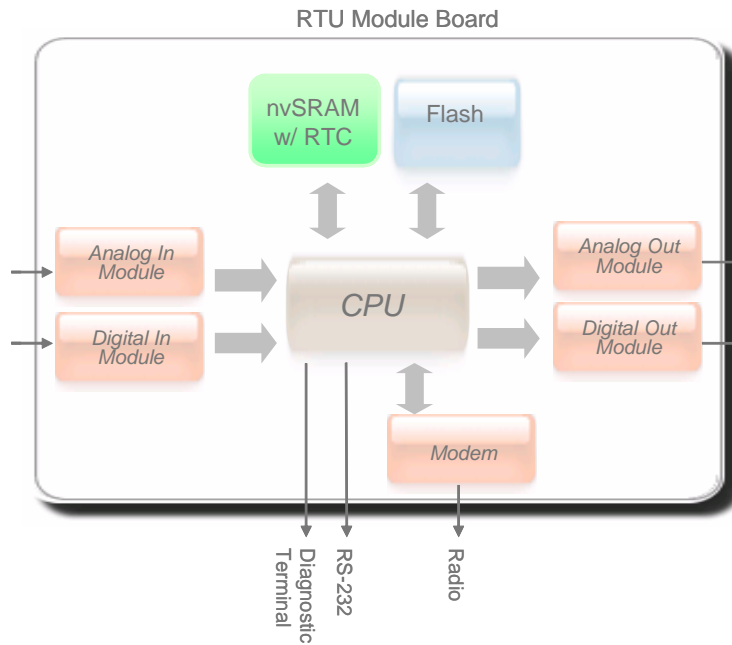 RTU Module Board
nvSRAM
w/ RTC
Flash
Analog In
Module
Digital In
Module
CPU
Analog Out
Module
Digital Out
Module
Modem
Diagnostic
Terminal
RS-232
Radio